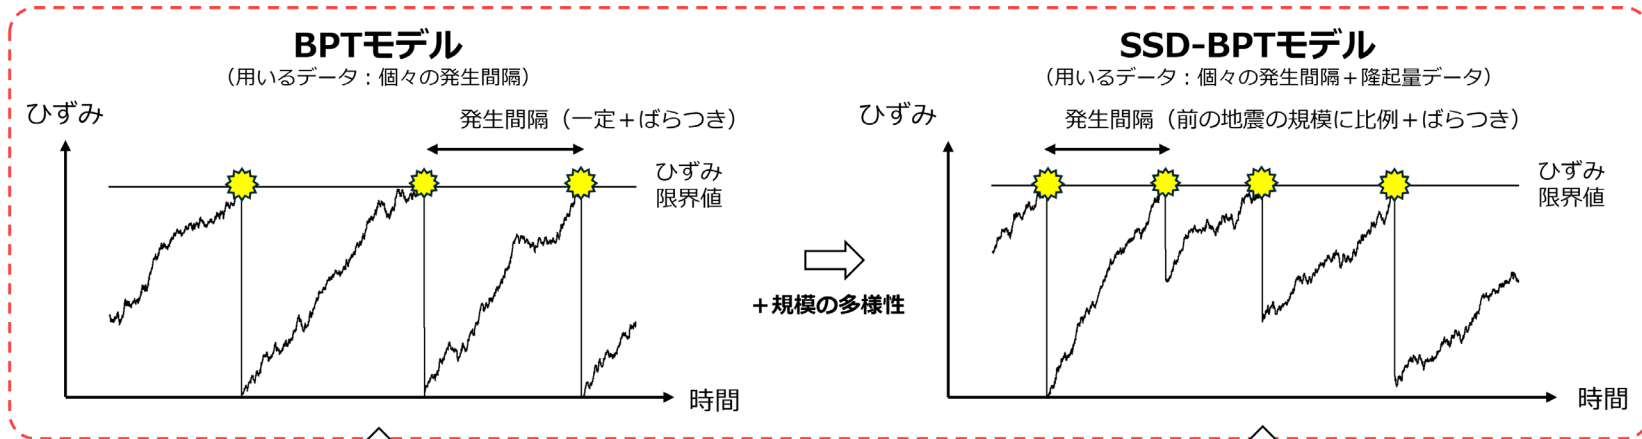 BPTモデル
（用いるデータ：個々の発生間隔）
ひずみ
発生間隔（一定＋ばらつき）
ひずみ
限界値
時間
＋規模の多様性
SSD-BPTモデル
（用いるデータ：個々の発生間隔＋隆起量データ）
ひずみ
発生間隔（前の地震の規模に比例＋ばらつき）
ひずみ
限界値
時間